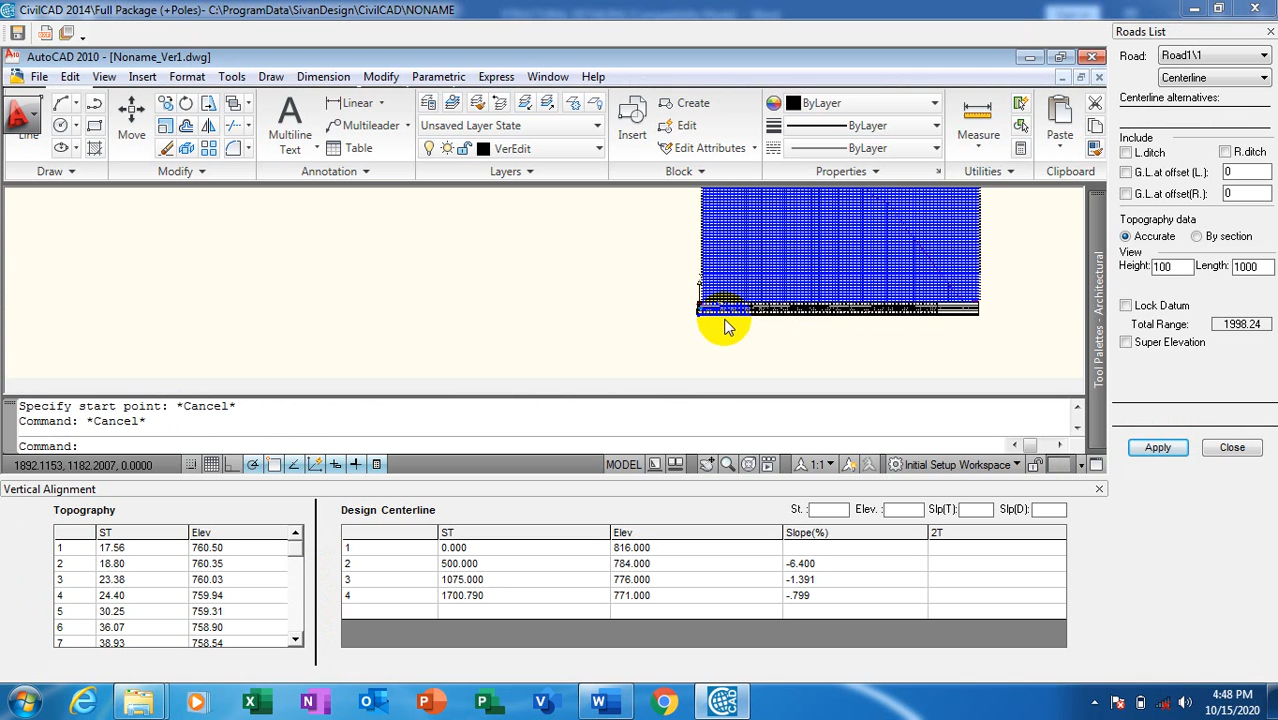 CivilCAD 2014\Full Package (+Poles)- C:\ProgramData\SivanDesign\CivilCAD\NONAME
Roads List
AutoCAD 2010 - [Noname_Ver1.dwg]
Road: Road1\1
File Edit View Insert Format Tools Draw Dimension Modify Parametric Express Window Help
Centerline
Centerline alternatives:
Line Move Multiline Text Linear Multileader Table
Unsaved Layer State
VerEdit
Insert Create Edit Edit Attributes
ByLayer
ByLayer
ByLayer
Measure Paste
Draw Modify Annotation Layers Block Properties Utilities Clipboard
Include
L.ditch R.ditch
G.L.at offset (L.) 0
G.L.at offset(R.) 0
Topography data
Accurate By section
View
Height: 100 Length: 1000
Lock Datum
Total Range: 1998.24
Super Elevation
Apply Close
Tool Palettes - Architectural
Specify start point: *Cancel*
Command: *Cancel*
Command:
1892.1153, 1182.2007, 0.0000 MODEL 1:1 Initial Setup Workspace
Vertical Alignment
Topography
ST Elev
1 17.56 760.50
2 18.80 760.35
3 23.38 760.03
4 24.40 759.94
5 30.25 759.31
6 36.07 758.90
7 38.93 758.54
Design Centerline St. : Elev. : Slp(T): Slp(D):
ST Elev Slope(%) 2T
1 0.000 816.000
2 500.000 784.000 -6.400
3 1075.000 776.000 -1.391
4 1700.790 771.000 -.799
4:48 PM
10/15/2020